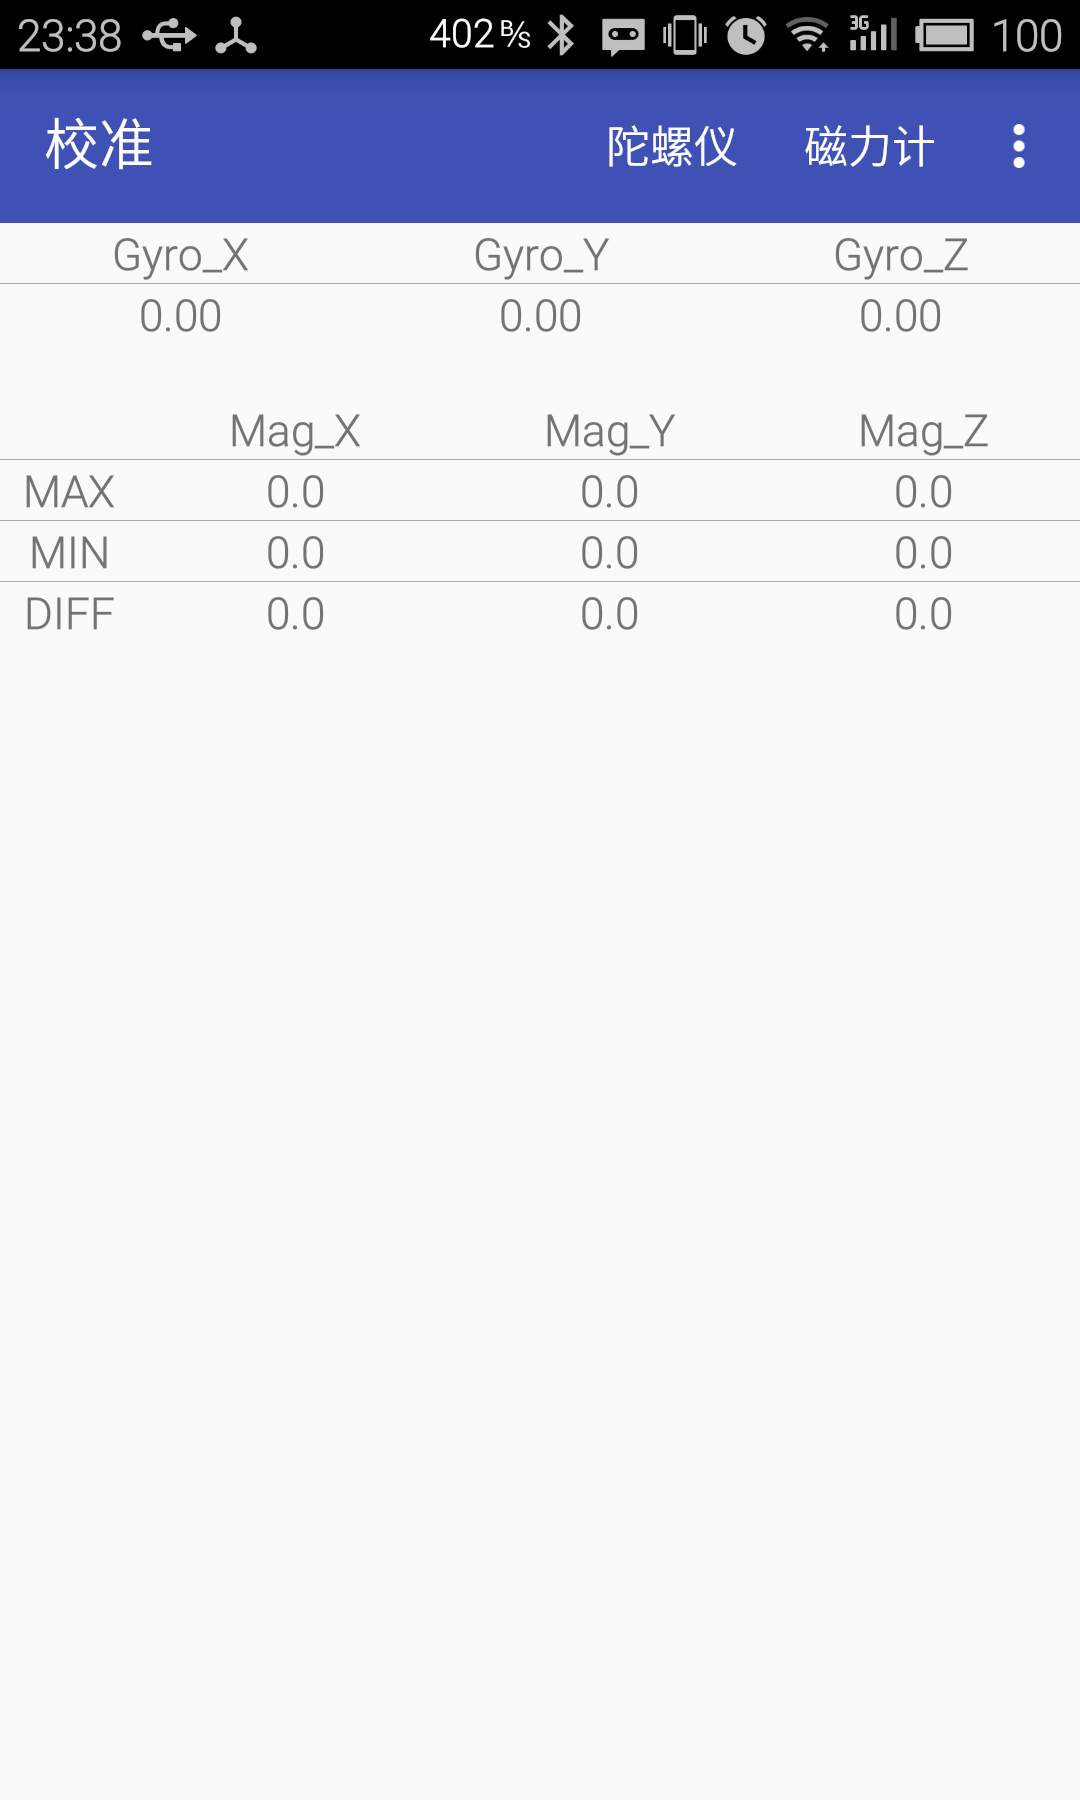 23:38 402 B/s 3G 100
校准 陀螺仪 磁力计
Gyro_X Gyro_Y Gyro_Z
0.00 0.00 0.00
Mag_X Mag_Y Mag_Z
MAX 0.0 0.0 0.0
MIN 0.0 0.0 0.0
DIFF 0.0 0.0 0.0